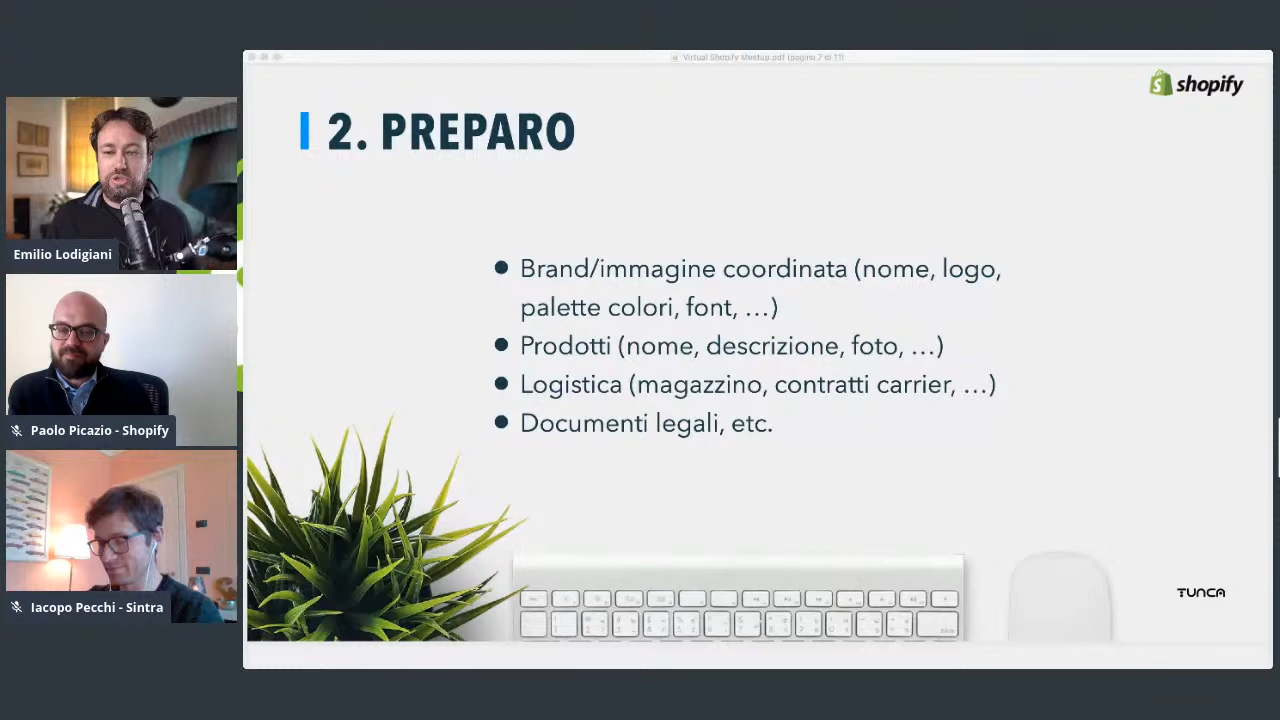 Virtual Shopify Meetup.pdf (pagina 7 di 11)
shopify
2. PREPARO
Brand/immagine coordinata (nome, logo,
palette colori, font, …)
Prodotti (nome, descrizione, foto, …)
Logistica (magazzino, contratti carrier, …)
Documenti legali, etc.
TUNCA
Emilio Lodigiani
Paolo Picazio - Shopify
Iacopo Pecchi - Sintra